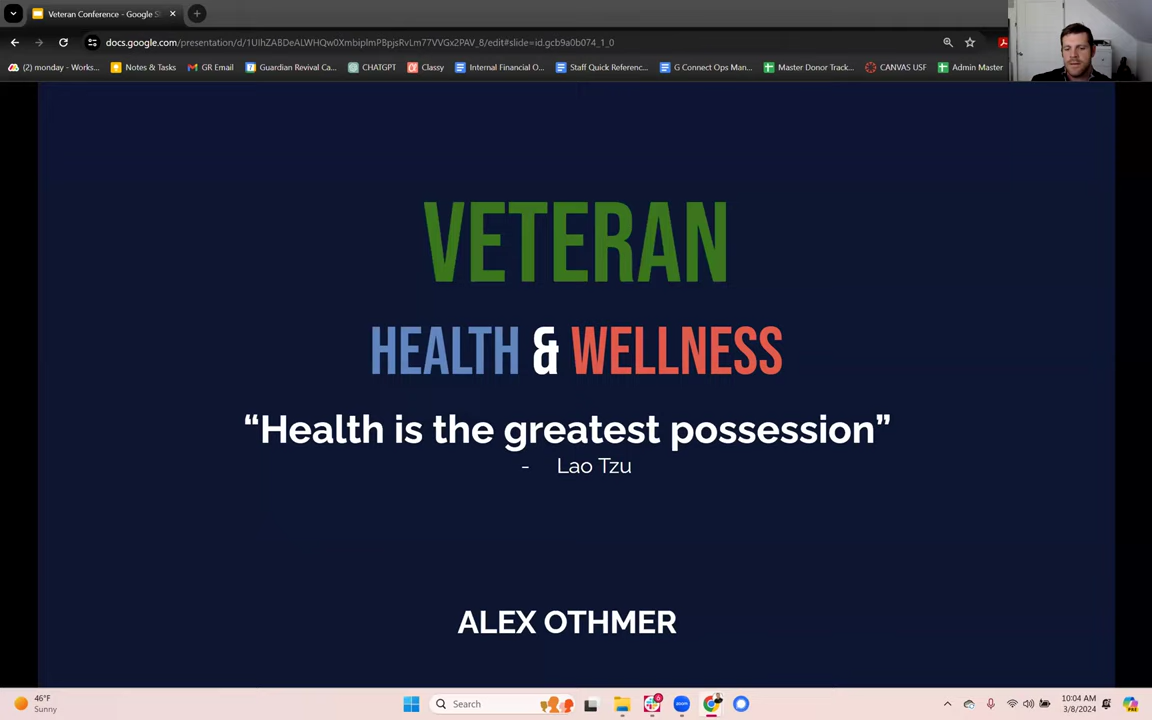 Veteran Conference - Google S
docs.google.com/presentation/d/1UIhZABDeALWHQw0XmbiplmPBpjsRvLm77VVGx2PAV_8/edit#slide=id.gcb9a0b074_1_0
(2) monday - Works...
Notes & Tasks
GR Email
Guardian Revival Ca...
CHATGPT
Classy
Internal Financial O...
Staff Quick Referenc...
G Connect Ops Man...
Master Donor Track...
CANVAS USF
Admin Master
VETERAN
HEALTH & WELLNESS
“Health is the greatest possession”
- Lao Tzu
ALEX OTHMER
46°F
Sunny
Search
6
10:04 AM
3/8/2024